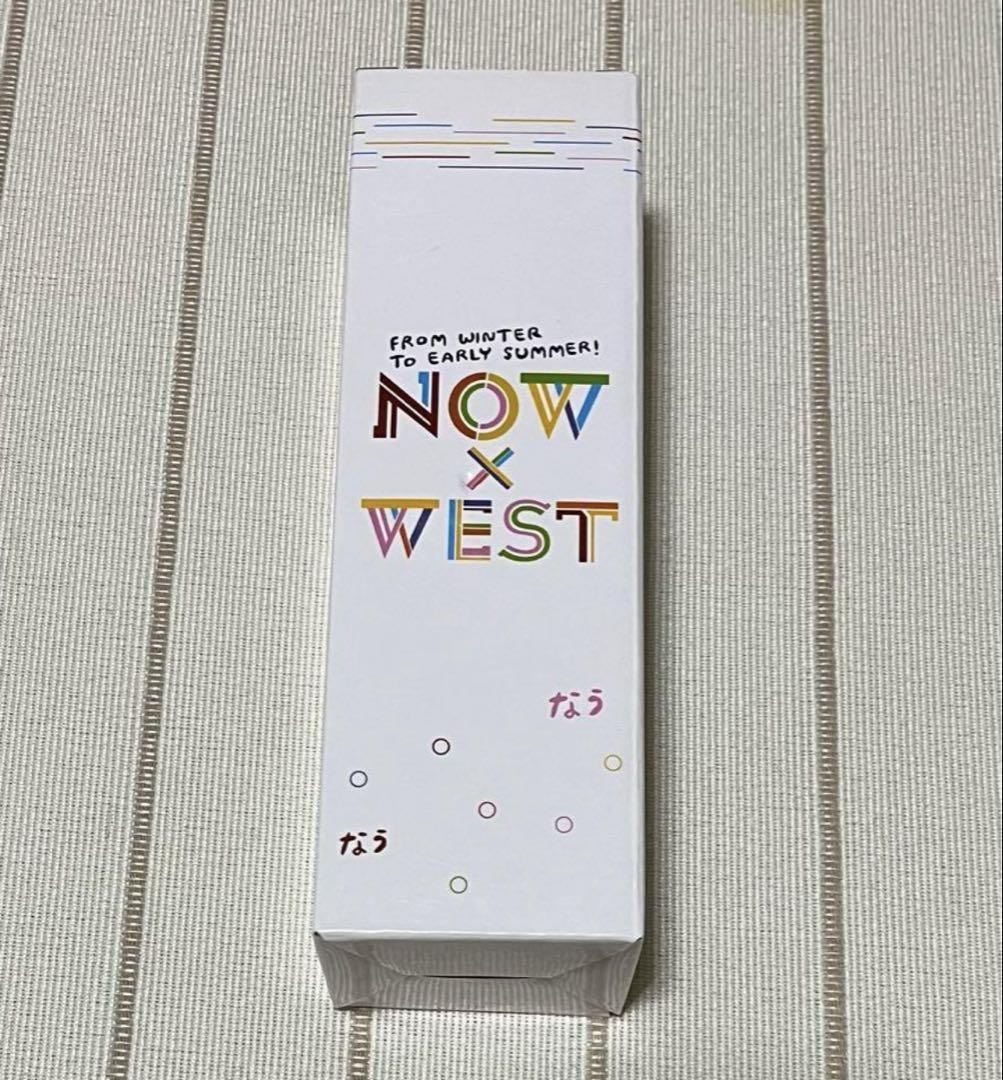 FROM WINTER
TO EARLY SUMMER!
NOW
×
WEST
なう
なう